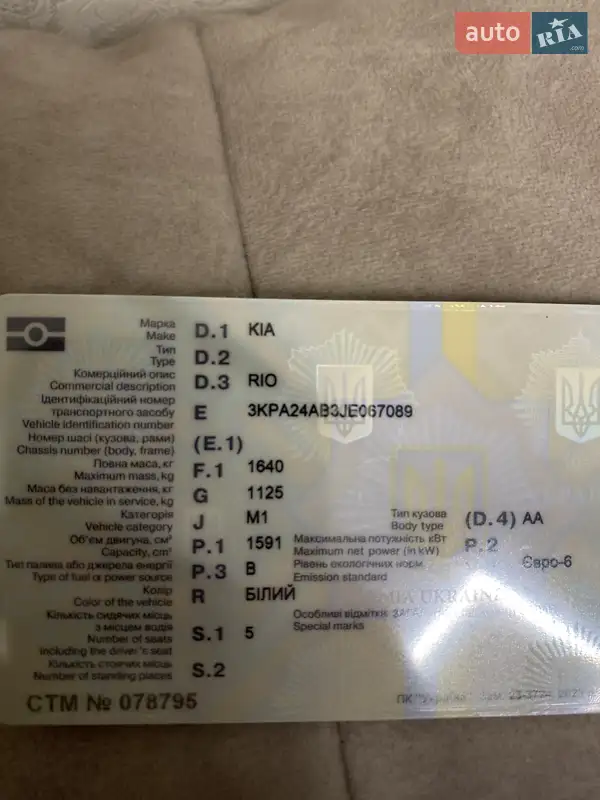 auto RIA .com
Марка
Make D.1 KIA
Тип
Type D.2
Комерційний опис
Commercial description D.3 RIO
Ідентифікаційний номер
транспортного засобу
Vehicle identification number E 3KPA24AB3JE067089
Номер шасі (кузова, рами)
Chassis number (body, frame) (E.1)
Повна маса, кг
Maximum mass, kg F.1 1640
Маса без навантаження, кг
Mass of the vehicle in service, kg G 1125
Категорія
Vehicle category J M1
Тип кузова
Body type (D.4) AA
Об'єм двигуна, см³
Capacity, cm³ P.1 1591
Максимальна потужність кВт
Maximum net power (in kW) P.2
Тип палива або джерела енергії
Type of fuel or power source P.3 B
Рівень екологічних норм
Emission standard Євро-6
Колір
Color of the vehicle R БІЛИЙ
UKRAINE
Кількість сидячих місць
з місцем водія
Number of seats
including the driver's seat S.1 5
Особливі відмітки
Special marks
Кількість стоячих місць
Number of standing places S.2
СТМ № 078795